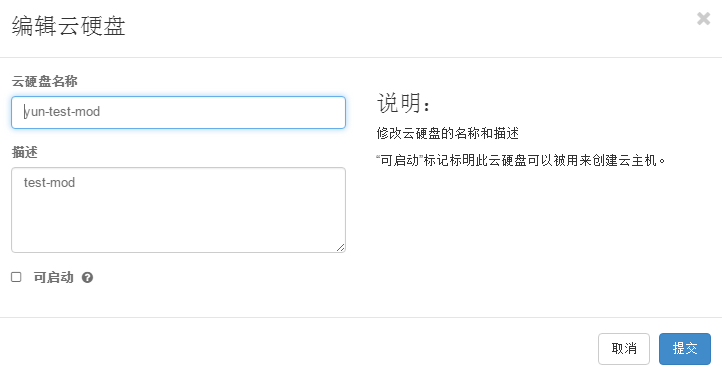 编辑云硬盘
云硬盘名称
yun-test-mod
描述
test-mod
可启动
说明：
修改云硬盘的名称和描述
“可启动”标记标明此云硬盘可以被用来创建云主机。
取消
提交